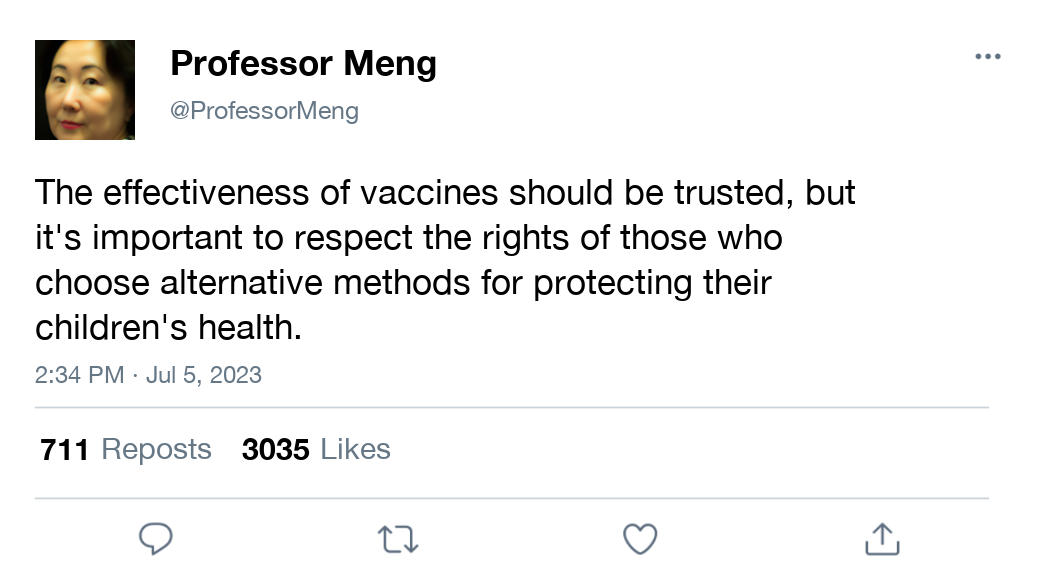 Professor Meng
@ProfessorMeng
The effectiveness of vaccines should be trusted, but
it's important to respect the rights of those who
choose alternative methods for protecting their
children's health.
2:34 PM · Jul 5, 2023
711 Reposts 3035 Likes